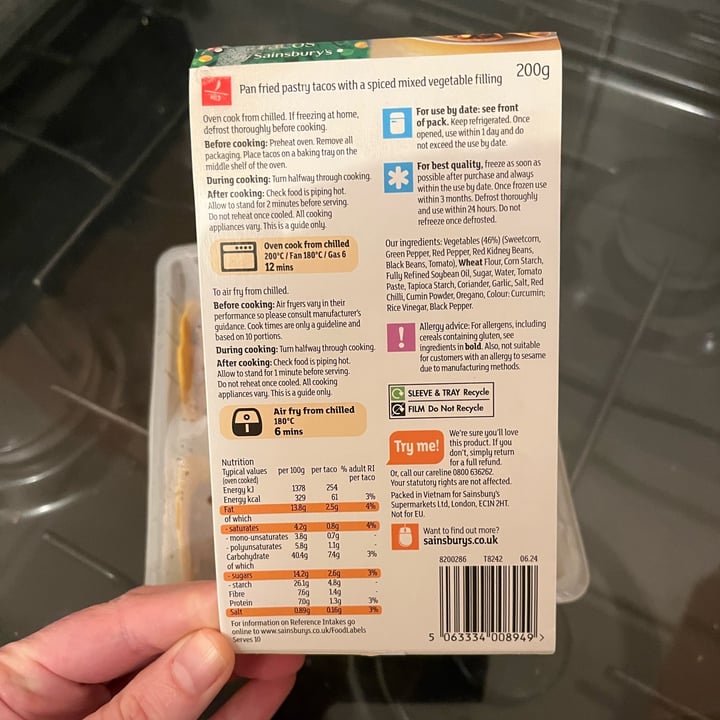 Sainsbury's
Pan fried pastry tacos with a spiced mixed vegetable filling
200g
Oven cook from chilled. If freezing at home,
defrost thoroughly before cooking.
Before cooking: Preheat oven. Remove all
packaging. Place tacos on a baking tray on the
middle shelf of the oven.
During cooking: Turn halfway through cooking.
After cooking: Check food is piping hot.
Allow to stand for 2 minutes before serving.
Do not reheat once cooled. All cooking
appliances vary. This is a guide only.
Oven cook from chilled
200°C / Fan 180°C / Gas 6
12 mins
To air fry from chilled.
Before cooking: Air fryers vary in their
performance so please consult manufacturer's
guidance. Cook times are only a guideline and
based on 10 portions.
During cooking: Turn halfway through cooking.
After cooking: Check food is piping hot.
Allow to stand for 1 minute before serving.
Do not reheat once cooled. All cooking
appliances vary. This is a guide only.
Air fry from chilled
180°C
6 mins
Nutrition
Typical values per 100g per taco % adult RI
(oven cooked) per taco
Energy kJ 1378 254
Energy kcal 329 61 3%
Fat 13.8g 2.5g 4%
of which
- saturates 4.2g 0.8g 4%
- mono-unsaturates 3.8g 0.7g -
- polyunsaturates 5.8g 1.1g -
Carbohydrate 40.4g 7.4g 3%
of which
- sugars 14.2g 2.6g 3%
- starch 26.1g 4.8g -
Fibre 7.6g 1.4g -
Protein 7.0g 1.3g 3%
Salt 0.89g 0.16g 3%
For information on Reference Intakes go
online to www.sainsburys.co.uk/FoodLabels
Serves 10
For use by date: see front
of pack. Keep refrigerated. Once
opened, use within 1 day and do
not exceed the use by date.
For best quality, freeze as soon as
possible after purchase and always
within the use by date. Once frozen use
within 3 months. Defrost thoroughly
and use within 24 hours. Do not
refreeze once defrosted.
Our ingredients: Vegetables (46%) (Sweetcorn,
Green Pepper, Red Pepper, Red Kidney Beans,
Black Beans, Tomato), Wheat Flour, Corn Starch,
Fully Refined Soybean Oil, Sugar, Water, Tomato
Paste, Tapioca Starch, Coriander, Garlic, Salt, Red
Chilli, Cumin Powder, Oregano, Colour: Curcumin;
Rice Vinegar, Black Pepper.
Allergy advice: For allergens, including
cereals containing gluten, see
ingredients in bold. Also, not suitable
for customers with an allergy to sesame
due to manufacturing methods.
SLEEVE & TRAY Recycle
FILM Do Not Recycle
Try me!
We're sure you'll love
this product. If you
don't, simply return
for a full refund.
Or, call our careline 0800 636262.
Your statutory rights are not affected.
Packed in Vietnam for Sainsbury's
Supermarkets Ltd, London, EC1N 2HT.
Not for EU.
Want to find out more?
sainsburys.co.uk
8200286 T8242 06.24
5 063334 008949 >